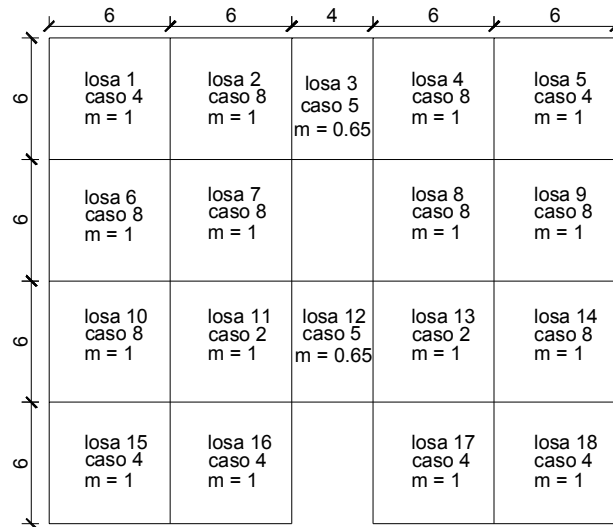 6 6 4 6 6
6
losa 1
caso 4
m = 1
losa 2
caso 8
m = 1
losa 3
caso 5
m = 0.65
losa 4
caso 8
m = 1
losa 5
caso 4
m = 1
6
losa 6
caso 8
m = 1
losa 7
caso 8
m = 1
losa 8
caso 8
m = 1
losa 9
caso 8
m = 1
6
losa 10
caso 8
m = 1
losa 11
caso 2
m = 1
losa 12
caso 5
m = 0.65
losa 13
caso 2
m = 1
losa 14
caso 8
m = 1
6
losa 15
caso 4
m = 1
losa 16
caso 4
m = 1
losa 17
caso 4
m = 1
losa 18
caso 4
m = 1